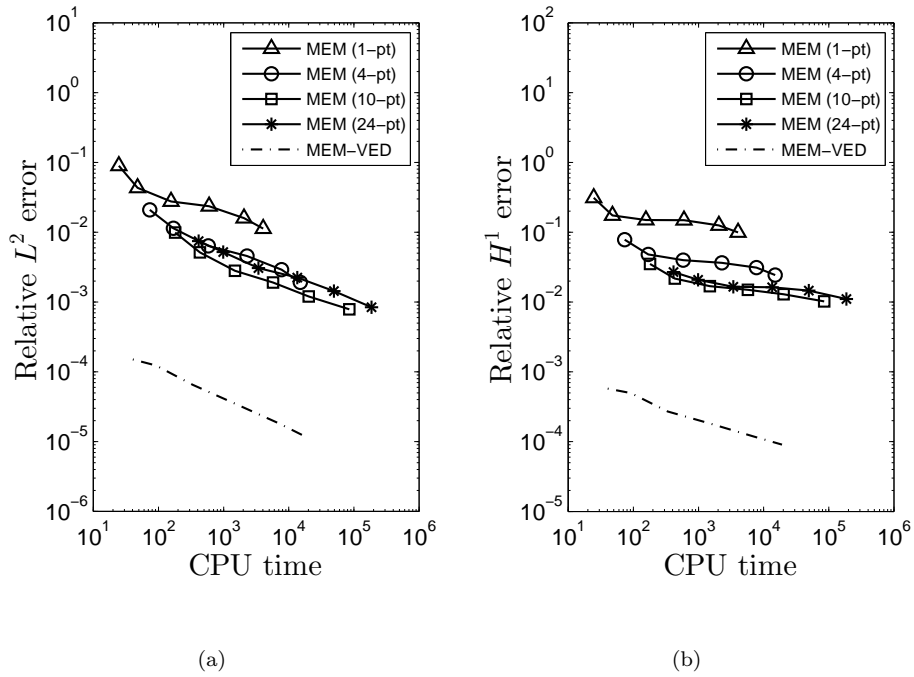 10^1
10^0
10^−1
10^−2
10^−3
10^−4
10^−5
10^−6
Relative L^2 error
MEM (1−pt)
MEM (4−pt)
MEM (10−pt)
MEM (24−pt)
MEM−VED
10^1 10^2 10^3 10^4 10^5 10^6
CPU time
(a)
10^2
10^1
10^0
10^−1
10^−2
10^−3
10^−4
10^−5
Relative H^1 error
MEM (1−pt)
MEM (4−pt)
MEM (10−pt)
MEM (24−pt)
MEM−VED
10^1 10^2 10^3 10^4 10^5 10^6
CPU time
(b)